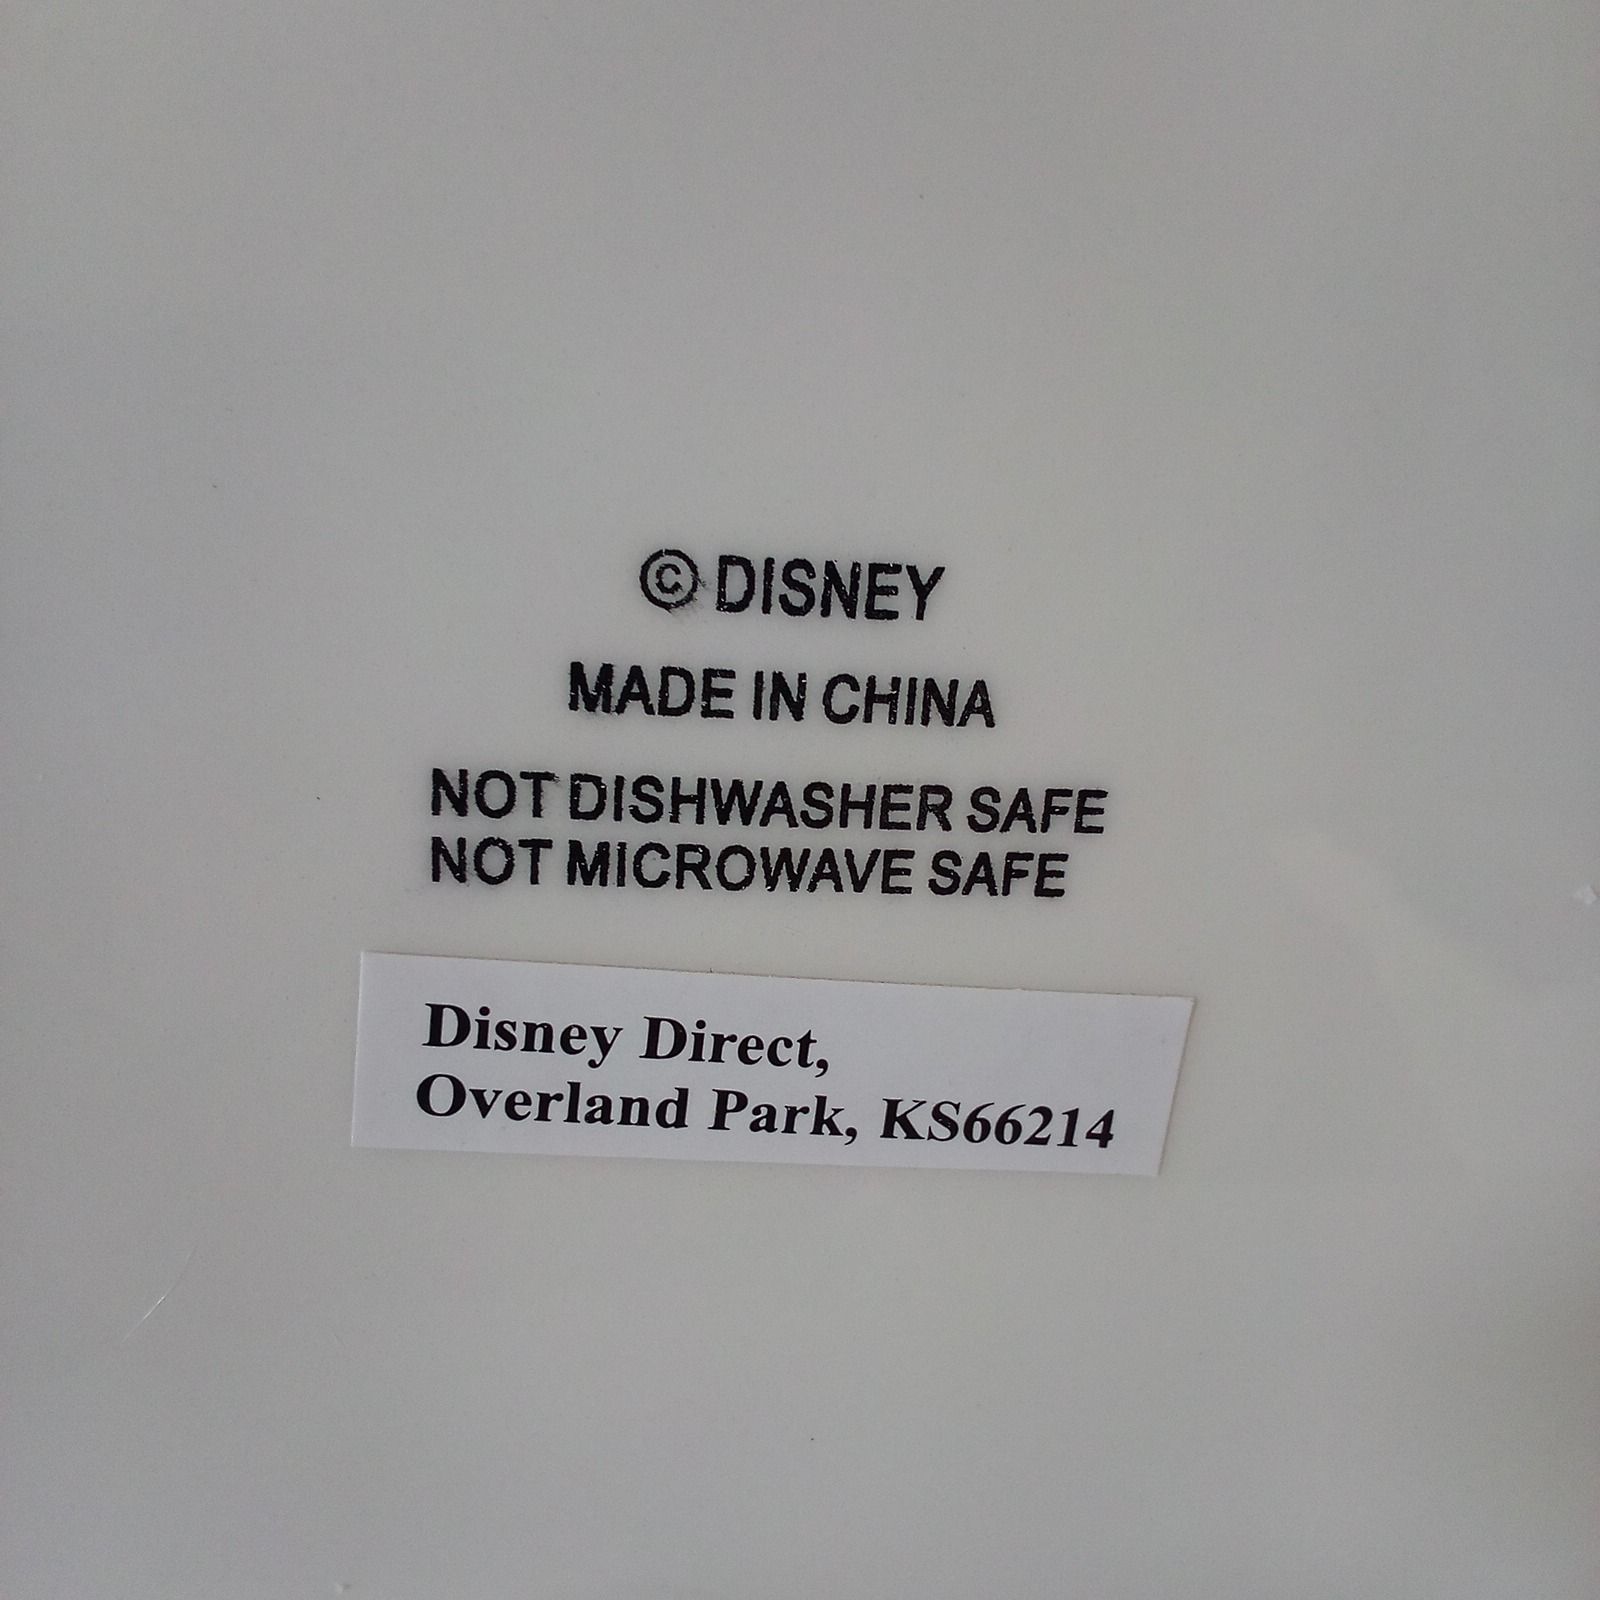 © DISNEY
MADE IN CHINA
NOT DISHWASHER SAFE
NOT MICROWAVE SAFE
Disney Direct,
Overland Park, KS66214